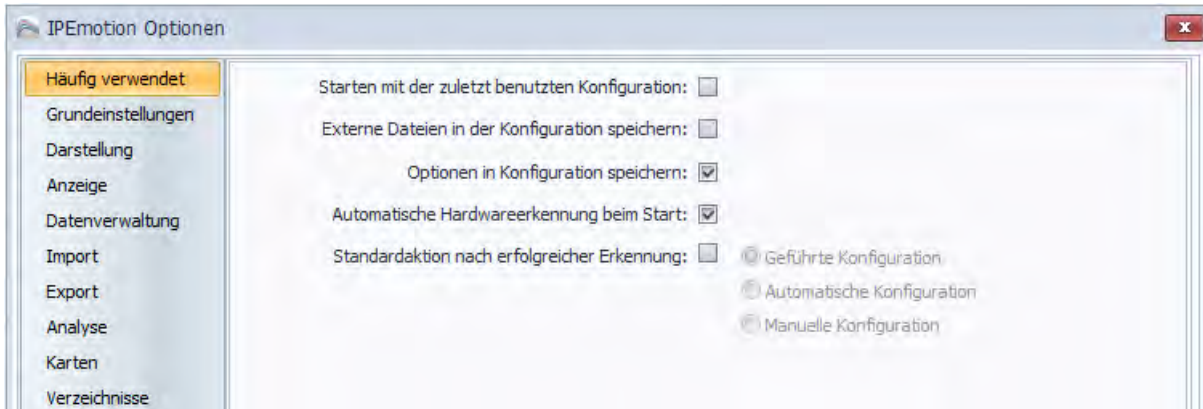 IPEmotion Optionen
Häufig verwendet
Grundeinstellungen
Darstellung
Anzeige
Datenverwaltung
Import
Export
Analyse
Karten
Verzeichnisse
Starten mit der zuletzt benutzten Konfiguration:
Externe Dateien in der Konfiguration speichern:
Optionen in Konfiguration speichern:
Automatische Hardwareerkennung beim Start:
Standardaktion nach erfolgreicher Erkennung:
Geführte Konfiguration
Automatische Konfiguration
Manuelle Konfiguration